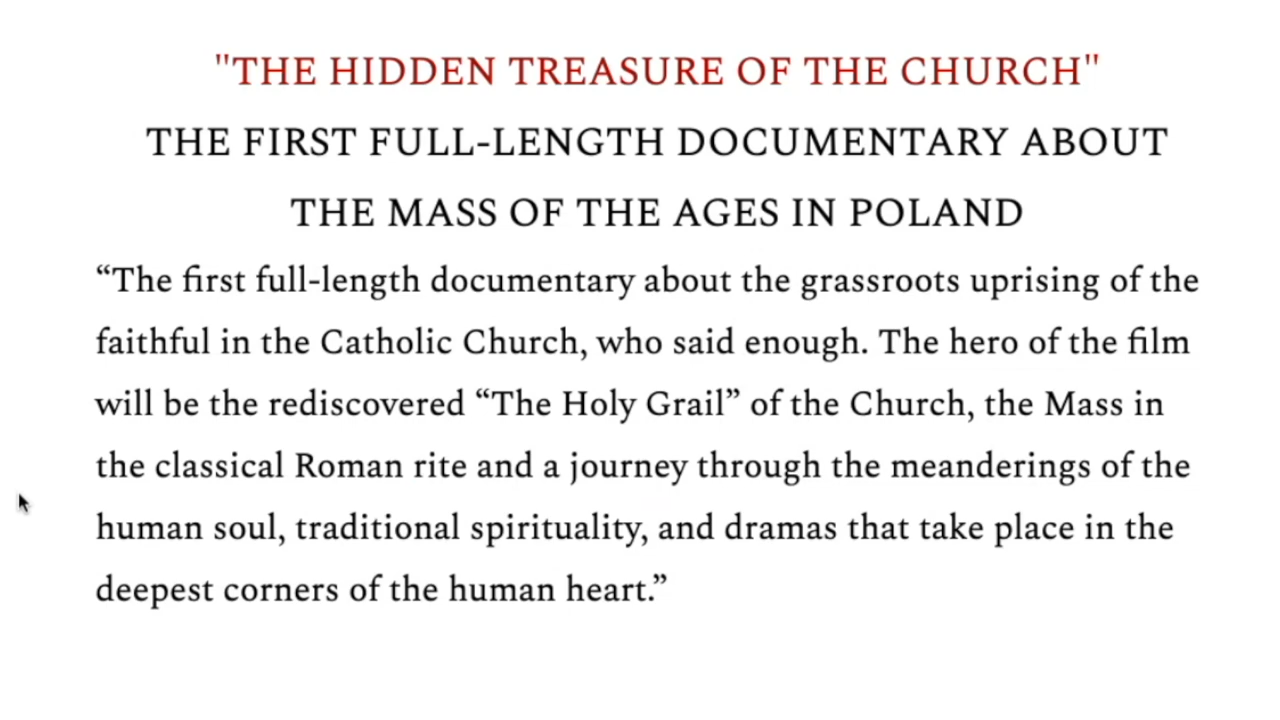 "THE HIDDEN TREASURE OF THE CHURCH"
THE FIRST FULL-LENGTH DOCUMENTARY ABOUT
THE MASS OF THE AGES IN POLAND
“The first full-length documentary about the grassroots uprising of the
faithful in the Catholic Church, who said enough. The hero of the film
will be the rediscovered “The Holy Grail” of the Church, the Mass in
the classical Roman rite and a journey through the meanderings of the
human soul, traditional spirituality, and dramas that take place in the
deepest corners of the human heart.”